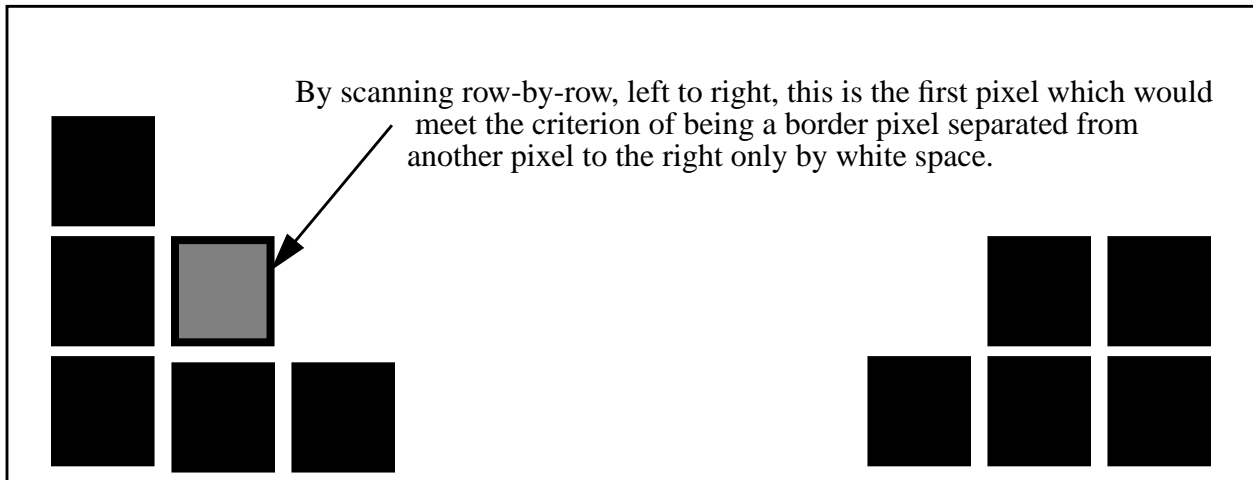 By scanning row-by-row, left to right, this is the first pixel which would
meet the criterion of being a border pixel separated from
another pixel to the right only by white space.